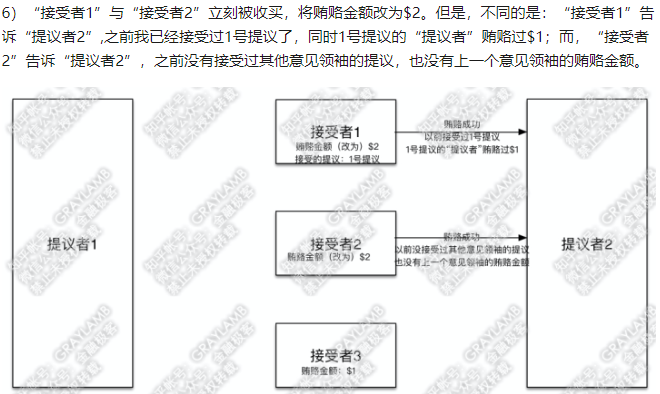 6）“接受者1”与“接受者2”立刻被收买，将贿赂金额改为$2。但是，不同的是：“接受者1”告
诉“提议者2”,之前我已经接受过1号提议了，同时1号提议的“提议者”贿赂过$1；而，“接受者
2”告诉“提议者2”，之前没有接受过其他意见领袖的提议，也没有上一个意见领袖的贿赂金额。
提议者1
接受者1
贿赂金额（改为）$2
接受的提议：1号提议
贿赂成功
以前接受过1号提议
1号提议的“提议者”贿赂过$1
接受者2
贿赂金额（改为）$2
贿赂成功
以前没接受过其他意见领袖的提议
也没有上一个意见领袖的贿赂金额
提议者2
接受者3
贿赂金额：$1
GRAYLAMB